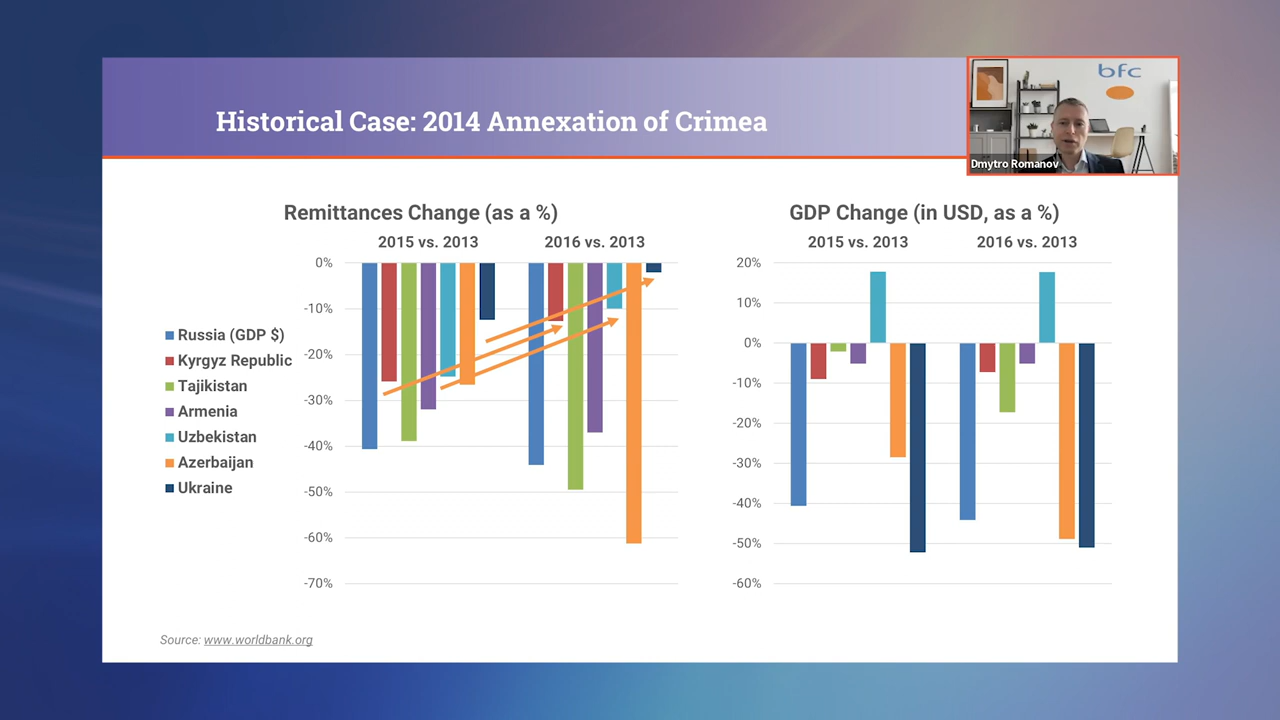 bfc
Historical Case: 2014 Annexation of Crimea
Dmytro Romanov
Remittances Change (as a %)
2015 vs. 2013
2016 vs. 2013
0%
-10%
-20%
-30%
-40%
-50%
-60%
-70%
Russia (GDP $)
Kyrgyz Republic
Tajikistan
Armenia
Uzbekistan
Azerbaijan
Ukraine
GDP Change (in USD, as a %)
2015 vs. 2013
2016 vs. 2013
20%
10%
0%
-10%
-20%
-30%
-40%
-50%
-60%
Source: www.worldbank.org